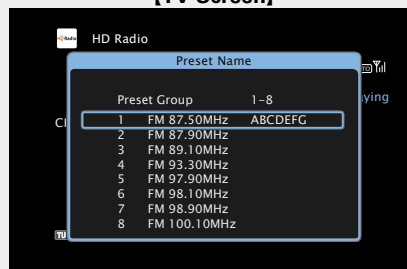 【TV Screen】
HD Radio
HD Radio
Preset Name
Preset Group 1-8
1 FM 87.50MHz ABCDEFG
2 FM 87.90MHz
3 FM 89.10MHz
4 FM 93.30MHz
5 FM 97.90MHz
6 FM 98.10MHz
7 FM 98.90MHz
8 FM 100.10MHz